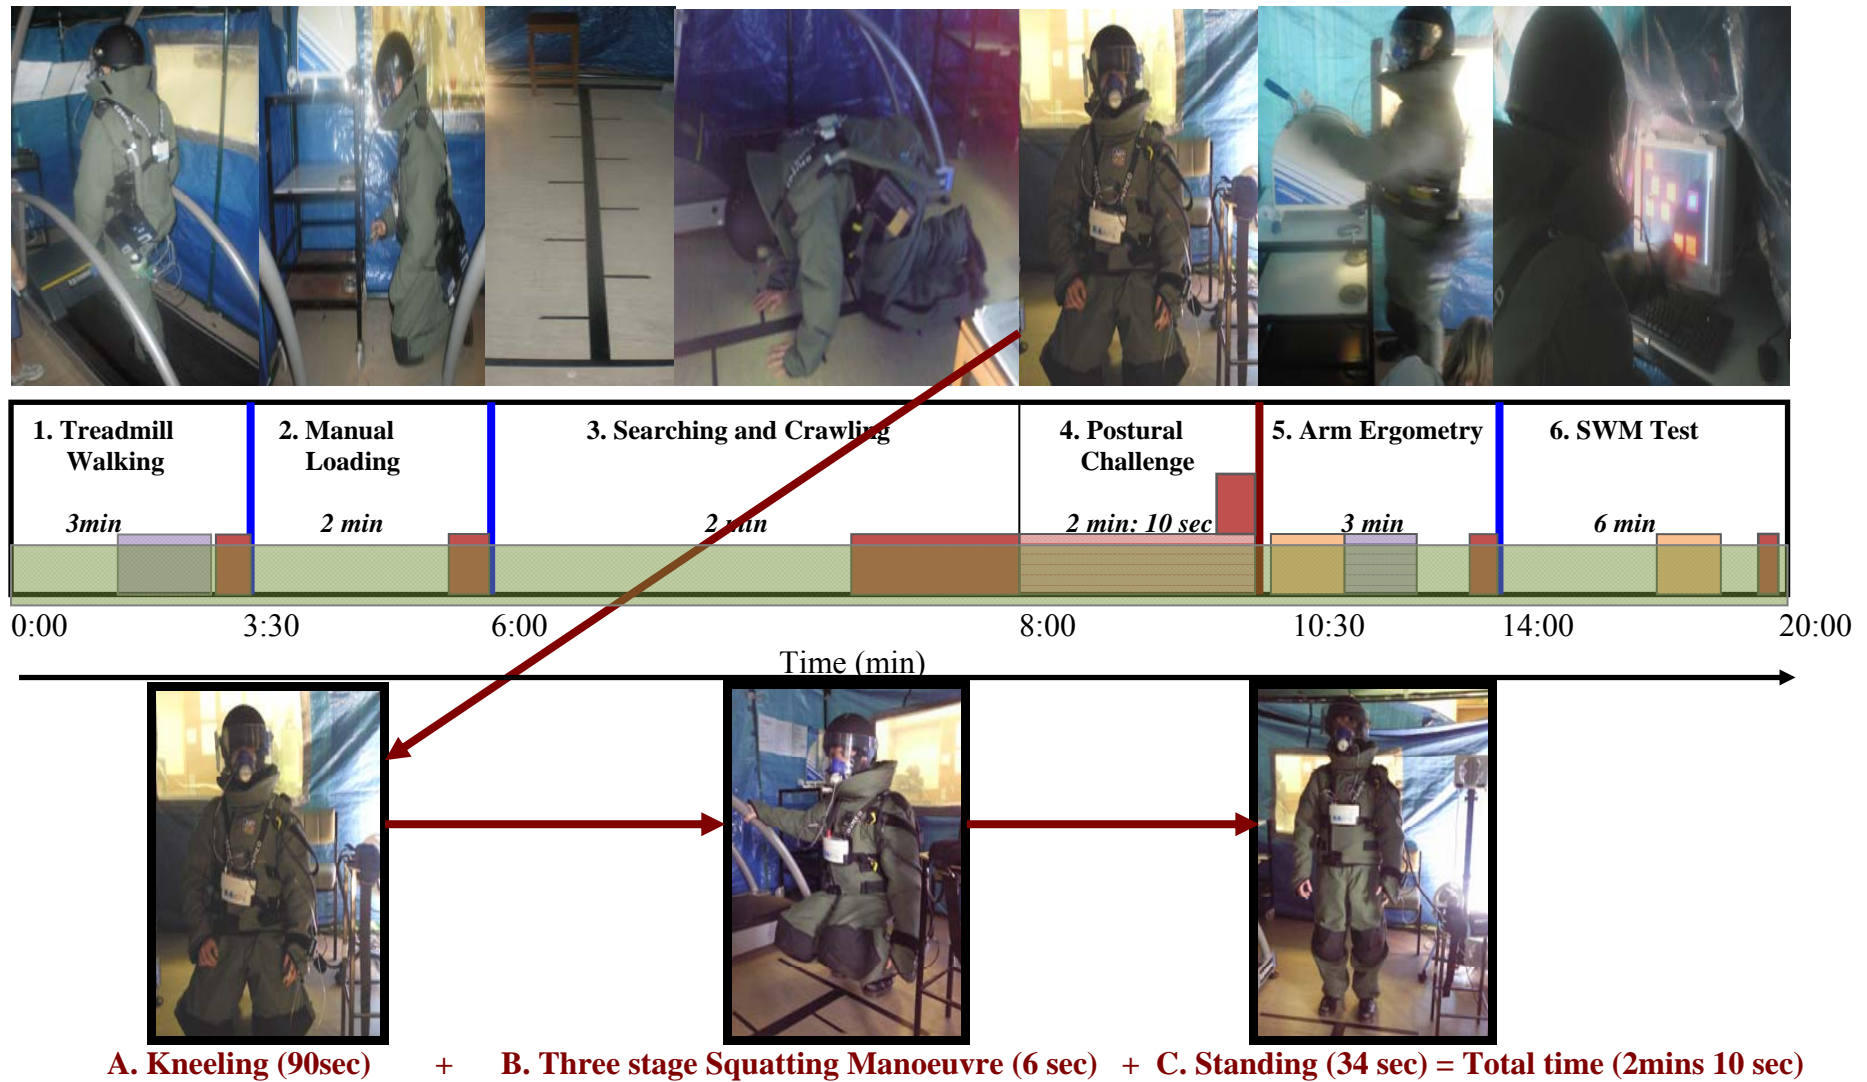 1. Treadmill
Walking
2. Manual
Loading
3. Searching and Crawling
4. Postural
Challenge
5. Arm Ergometry
6. SWM Test
3min
2 min
2 min
2 min: 10 sec
3 min
6 min
0:00
3:30
6:00
8:00
10:30
14:00
20:00
Time (min)
A. Kneeling (90sec) + B. Three stage Squatting Manoeuvre (6 sec) + C. Standing (34 sec) = Total time (2mins 10 sec)